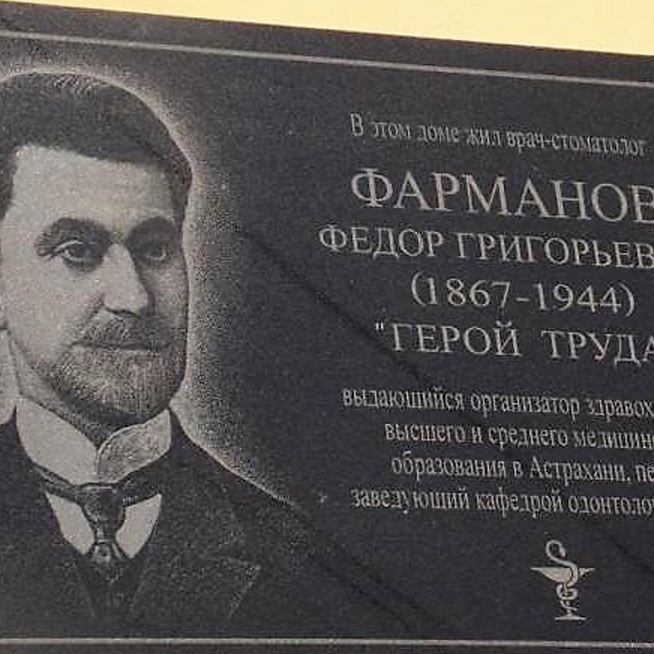 В этом доме жил врач-стоматолог
ФАРМАНОВ
ФЕДОР ГРИГОРЬЕВ
(1867-1944)
"ГЕРОЙ ТРУДА
выдающийся организатор здравох
высшего и среднего медицинс
образования в Астрахани, пе
заведующий кафедрой одонтоло